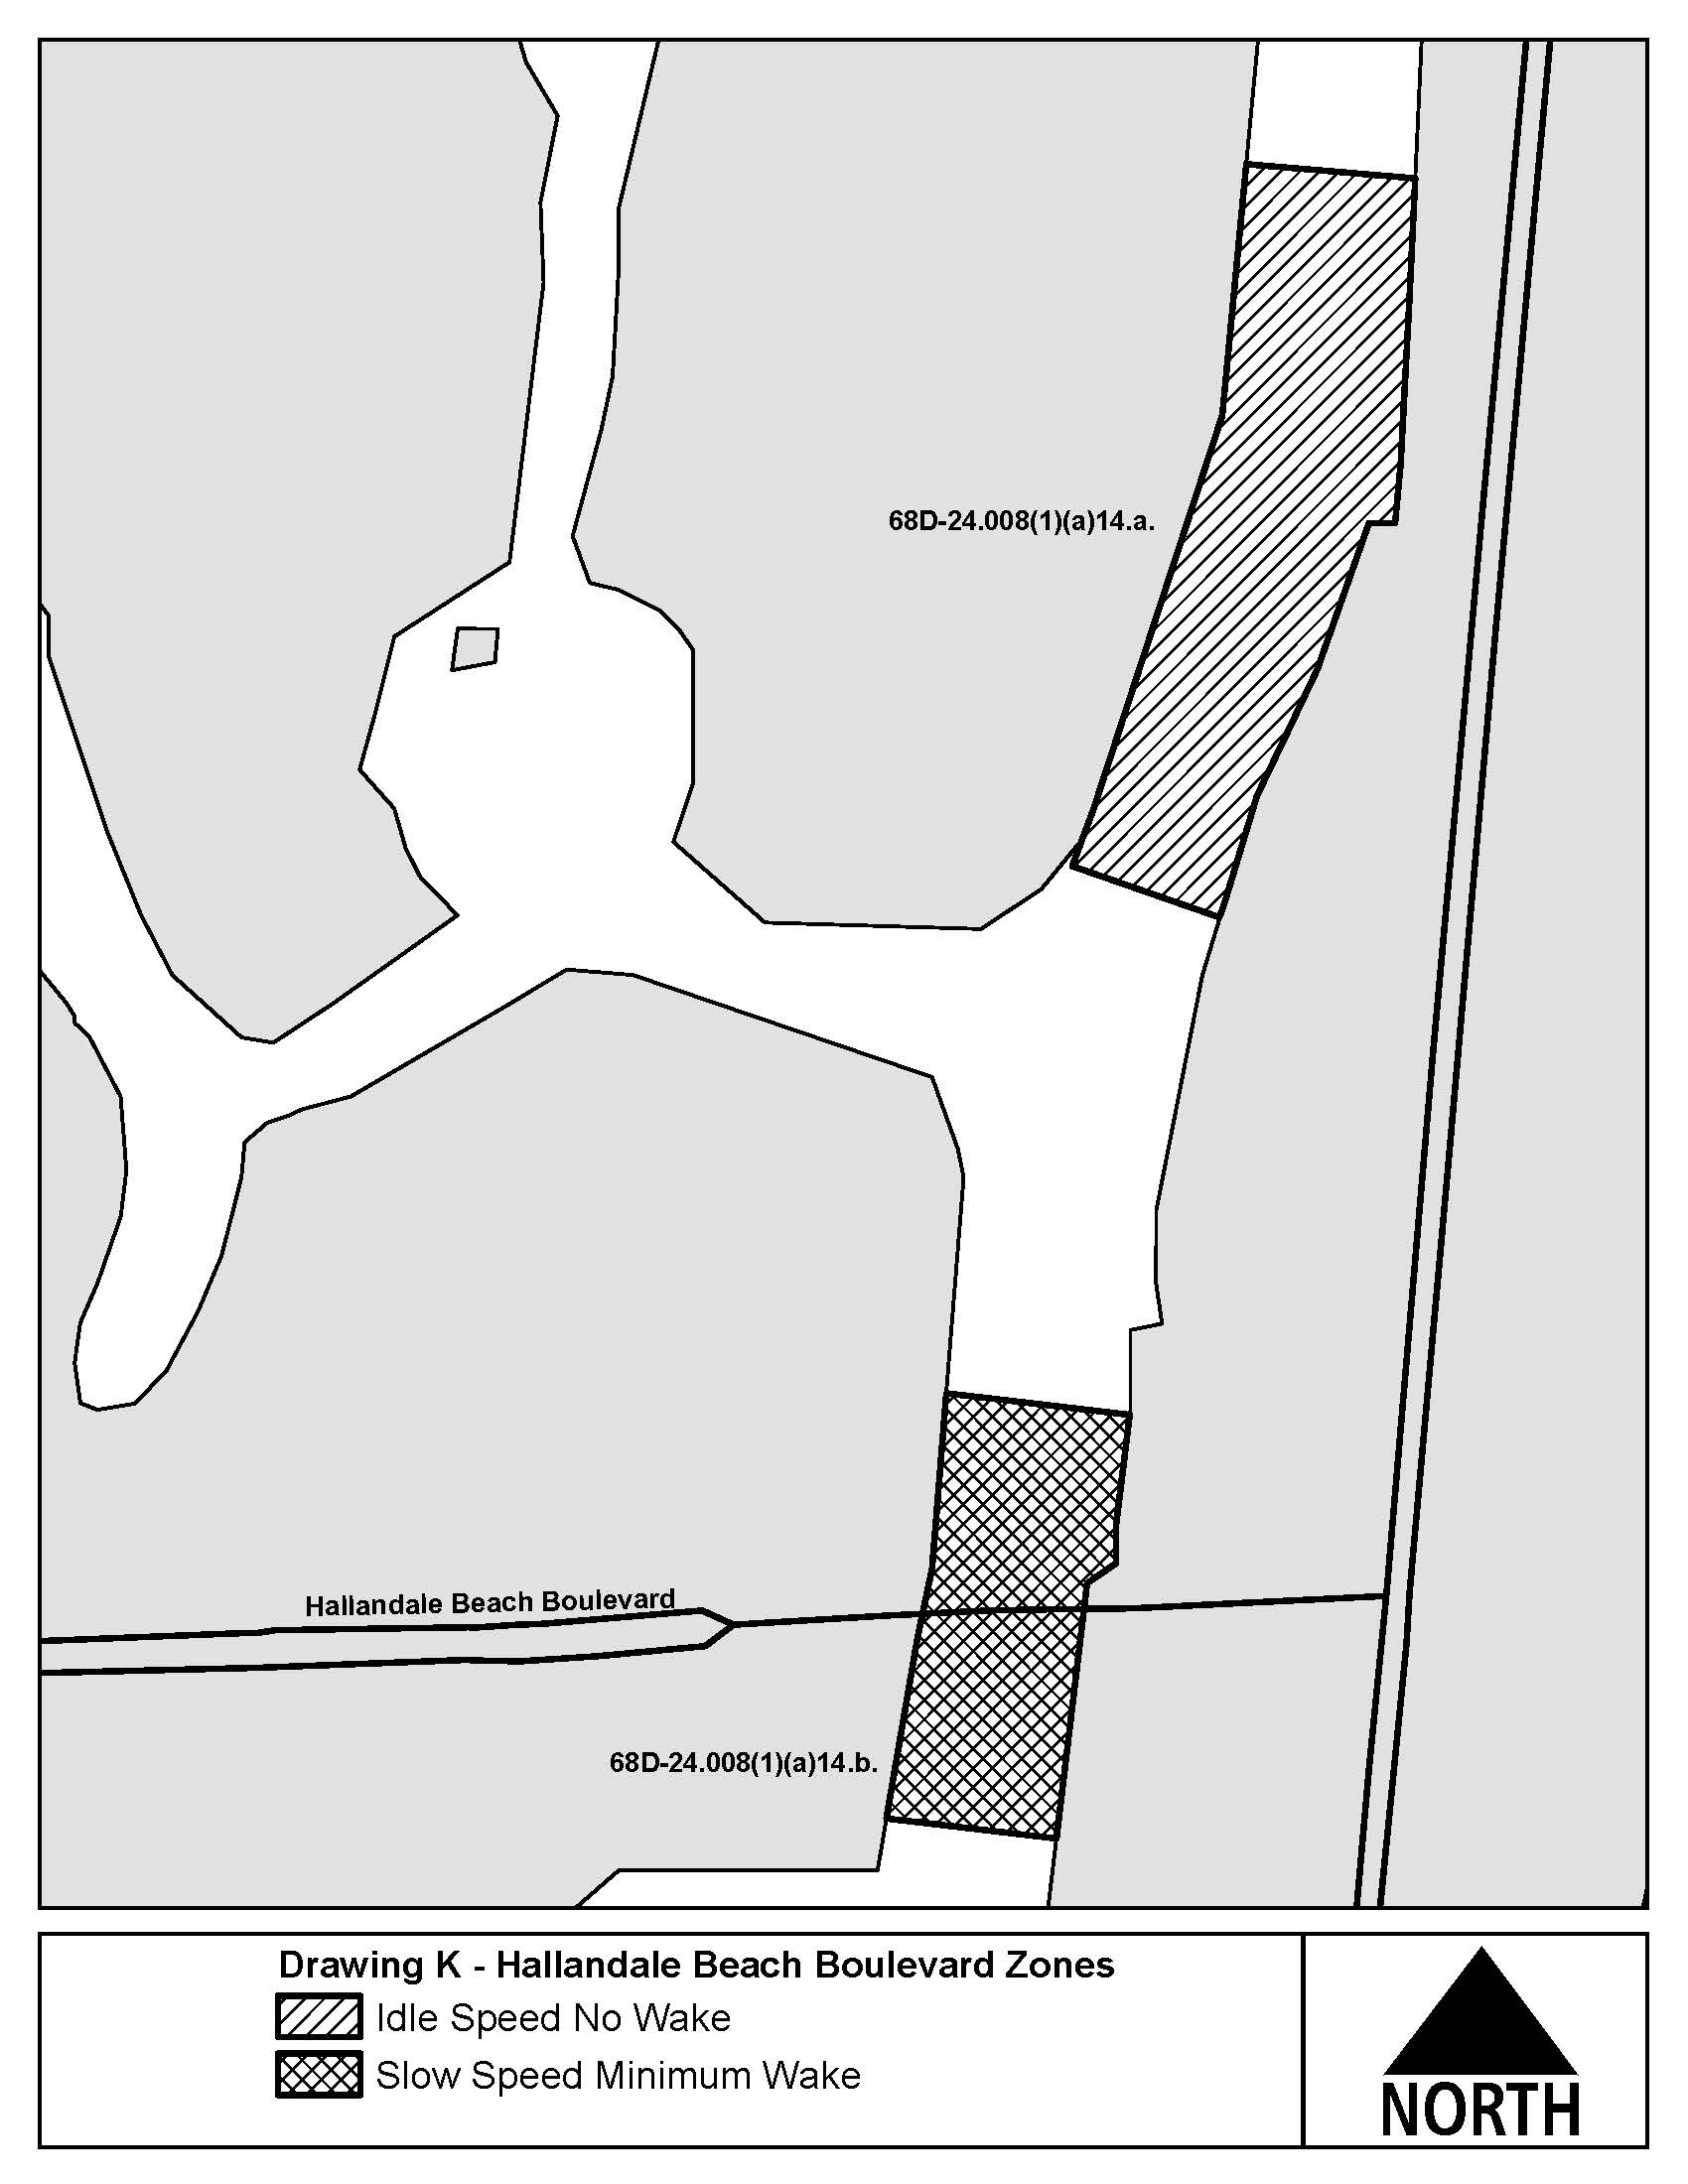 68D-24.008(1)(a)14.a.
Hallandale Beach Boulevard
68D-24.008(1)(a)14.b.
Drawing K - Hallandale Beach Boulevard Zones
Idle Speed No Wake
Slow Speed Minimum Wake
NORTH